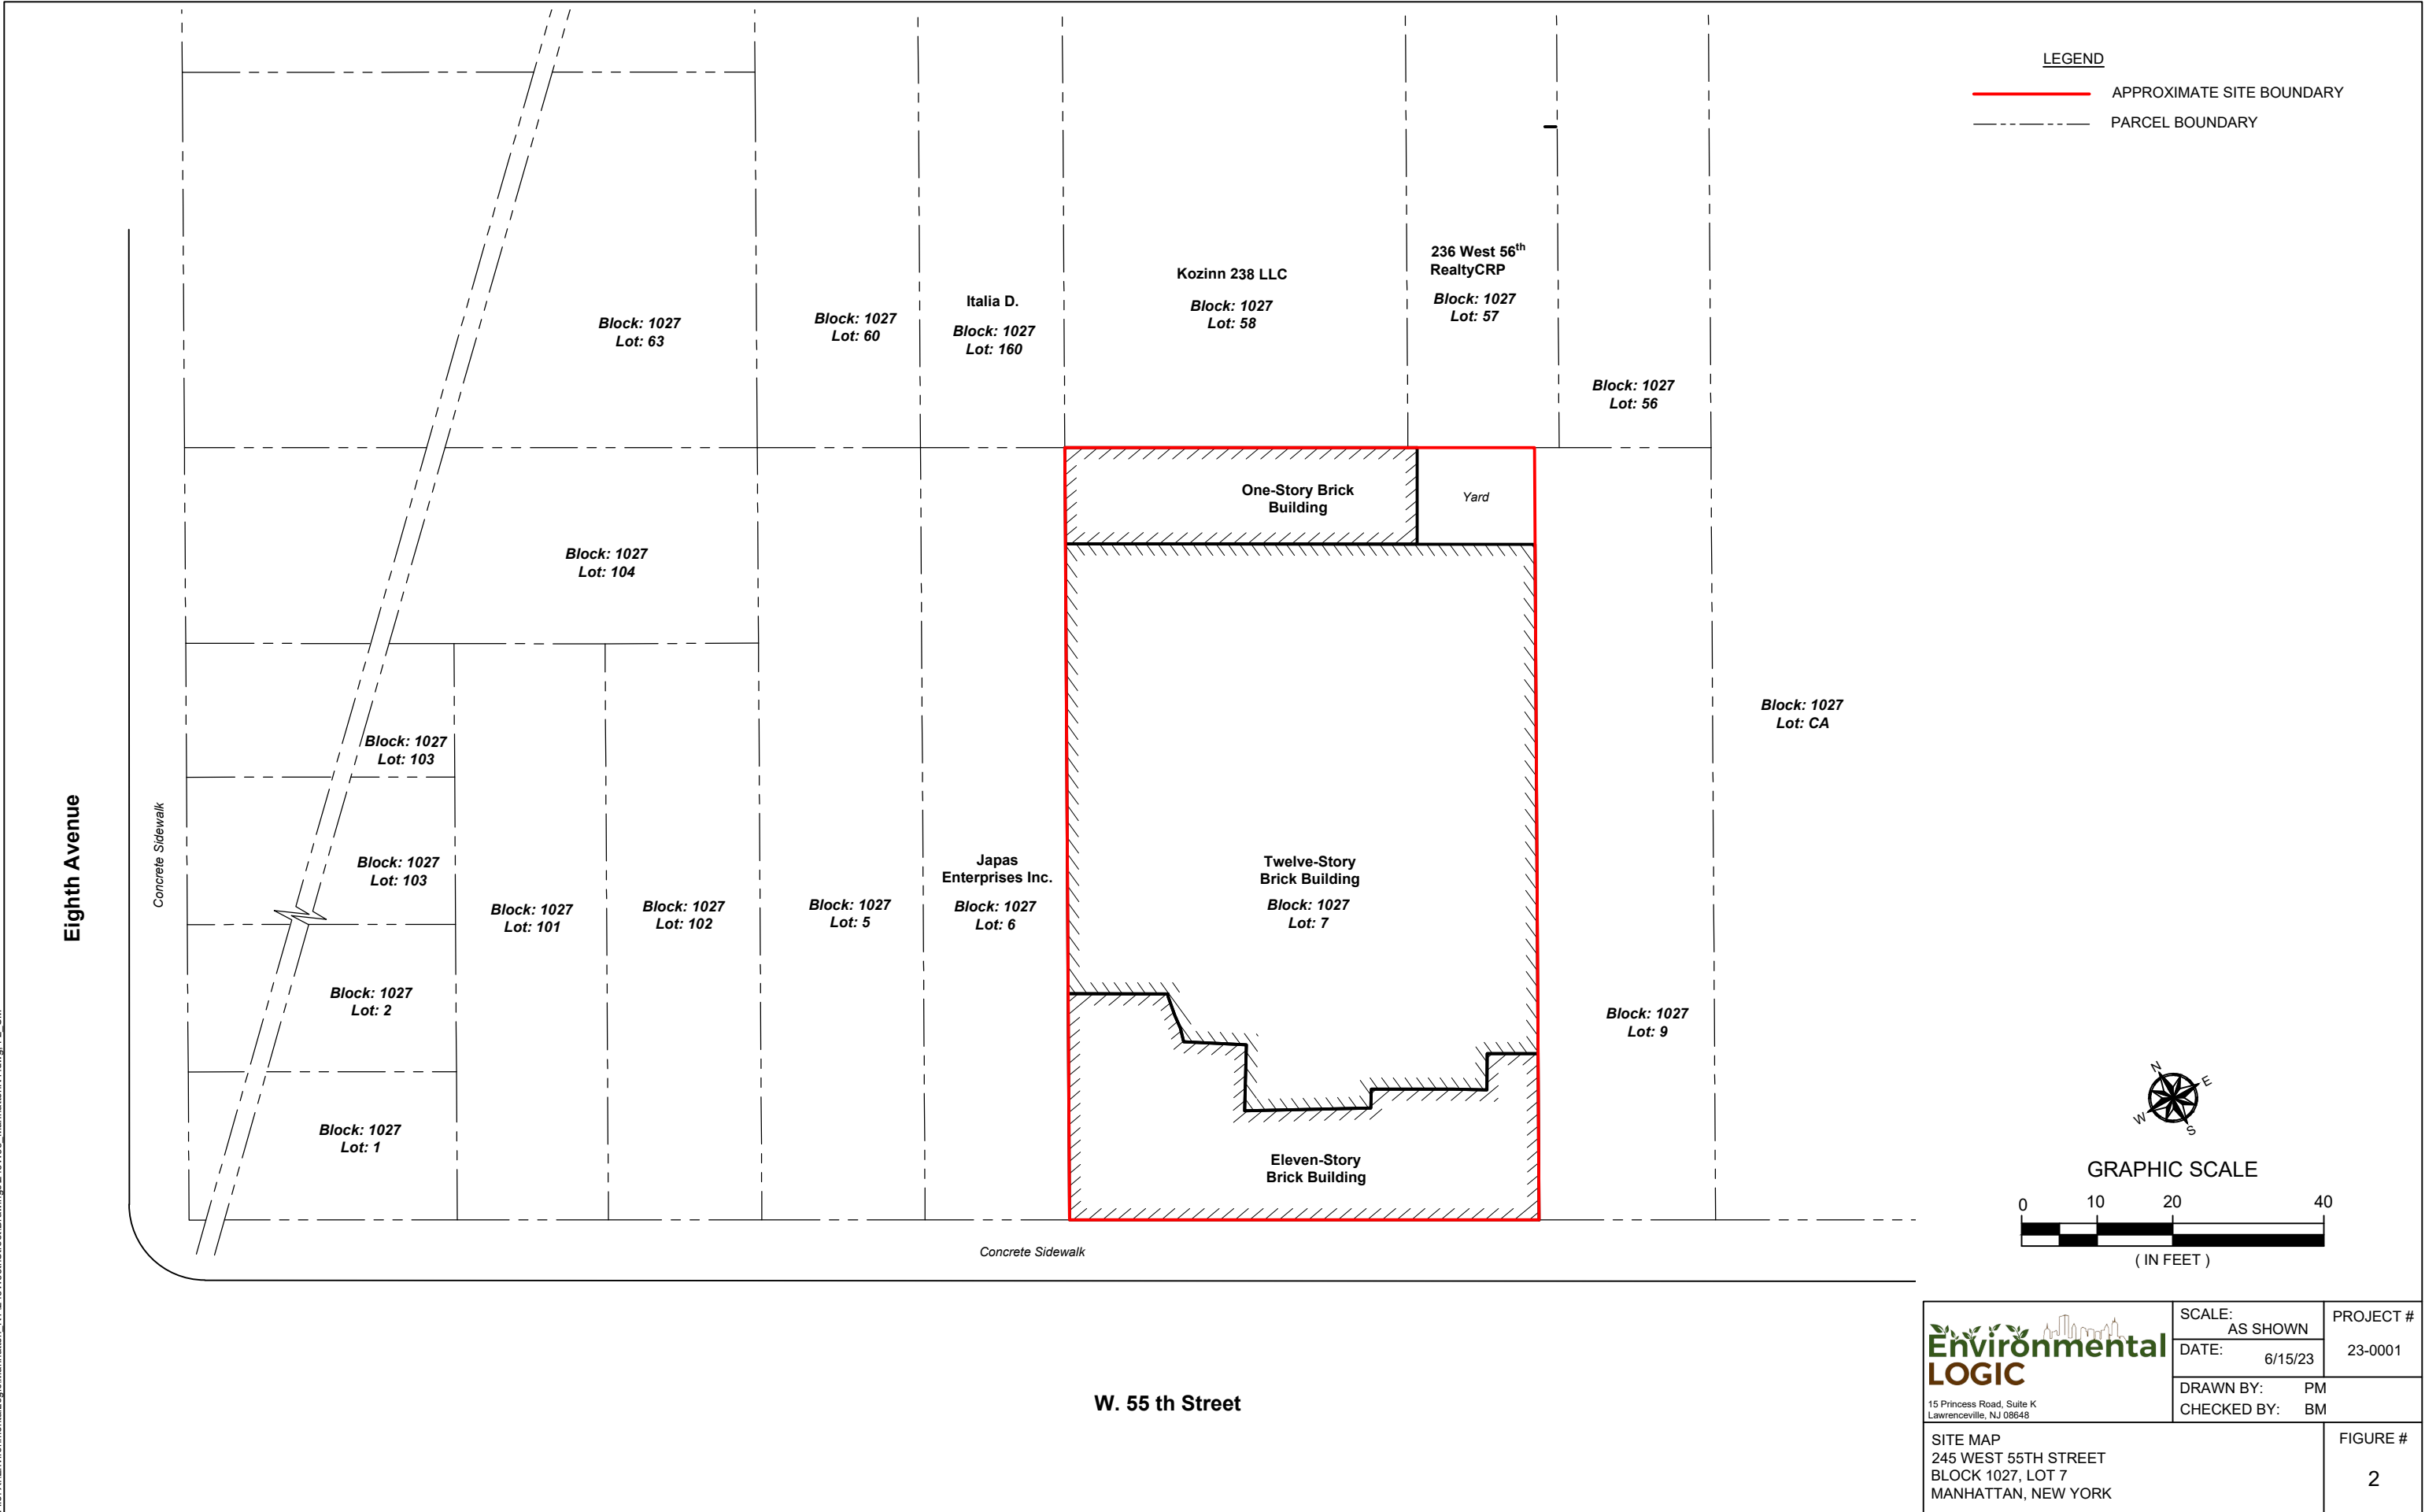 LEGEND
APPROXIMATE SITE BOUNDARY
PARCEL BOUNDARY
236 West 56th
RealtyCRP
Block: 1027
Lot: 57
Kozinn 238 LLC
Block: 1027
Lot: 58
Italia D.
Block: 1027
Lot: 160
Block: 1027
Lot: 60
Block: 1027
Lot: 63
Block: 1027
Lot: 56
One-Story Brick
Building
Yard
Block: 1027
Lot: 104
Block: 1027
Lot: CA
Block: 1027
Lot: 103
Eighth Avenue
Concrete Sidewalk
Block: 1027
Lot: 103
Block: 1027
Lot: 101
Block: 1027
Lot: 102
Block: 1027
Lot: 5
Japas
Enterprises Inc.
Block: 1027
Lot: 6
Twelve-Story
Brick Building
Block: 1027
Lot: 7
Block: 1027
Lot: 2
Block: 1027
Lot: 9
Block: 1027
Lot: 1
Eleven-Story
Brick Building
Concrete Sidewalk
W. 55 th Street
N
E
W
S
GRAPHIC SCALE
0 10 20 40
( IN FEET )
Environmental
LOGIC
15 Princess Road, Suite K
Lawrenceville, NJ 08648
SCALE:
AS SHOWN
DATE:
6/15/23
PROJECT #
23-0001
DRAWN BY: PM
CHECKED BY: BM
SITE MAP
245 WEST 55TH STREET
BLOCK 1027, LOT 7
MANHATTAN, NEW YORK
FIGURE #
2